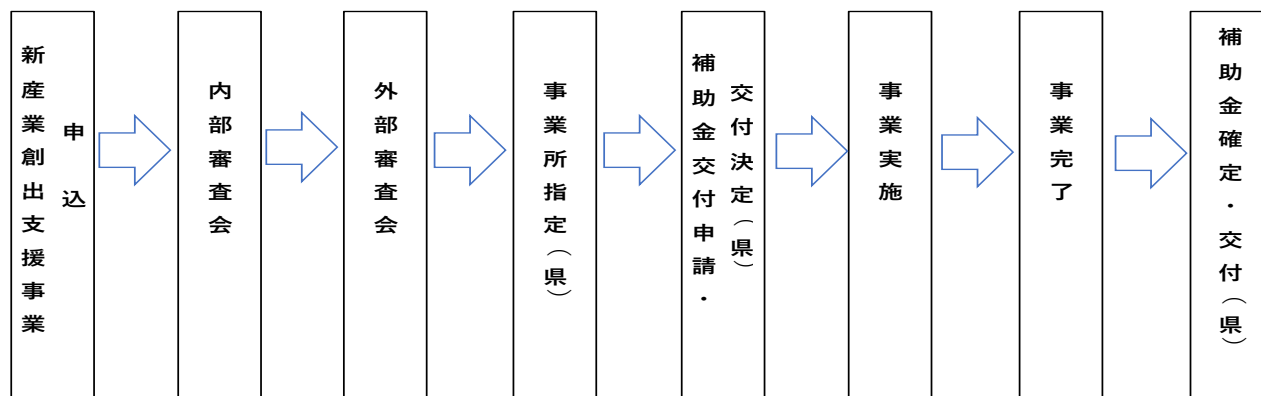 新産業創出支援事業
申込
内部審査会
外部審査会
事業所指定（県）
補助金交付申請・
交付決定（県）
事業実施
事業完了
補助金確定・交付（県）